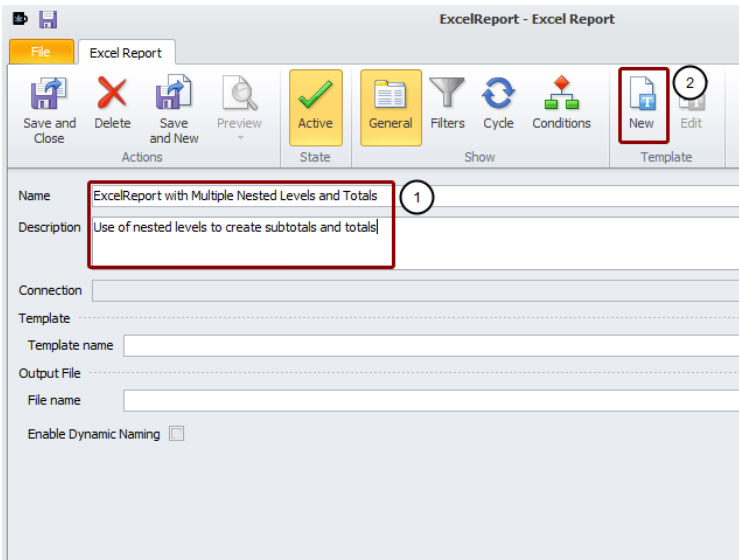 ExcelReport - Excel Report
File Excel Report
Save and Close Delete Save and New Preview Active General Filters Cycle Conditions New 2 Edit
Actions State Show Template
Name ExcelReport with Multiple Nested Levels and Totals 1
Description Use of nested levels to create subtotals and totals
Connection
Template
Template name
Output File
File name
Enable Dynamic Naming